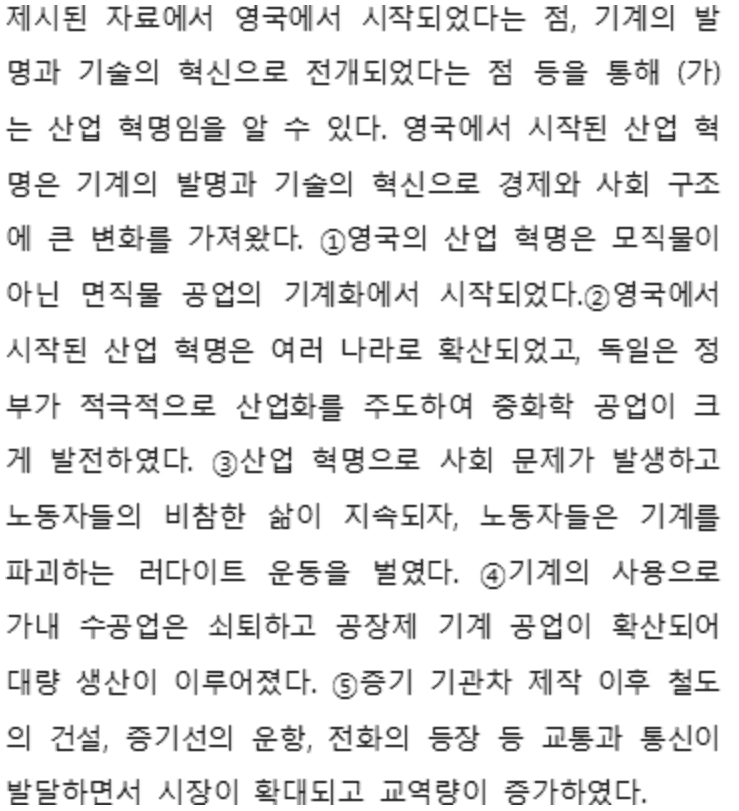 제시된 자료에서 영국에서 시작되었다는 점, 기계의 발
명과 기술의 혁신으로 전개되었다는 점 등을 통해 (가)
는 산업 혁명임을 알 수 있다. 영국에서 시작된 산업 혁
명은 기계의 발명과 기술의 혁신으로 경제와 사회 구조
에 큰 변화를 가져왔다. ①영국의 산업 혁명은 모직물이
아닌 면직물 공업의 기계화에서 시작되었다.②영국에서
시작된 산업 혁명은 여러 나라로 확산되었고, 독일은 정
부가 적극적으로 산업화를 주도하여 중화학 공업이 크
게 발전하였다. ③산업 혁명으로 사회 문제가 발생하고
노동자들의 비참한 삶이 지속되자, 노동자들은 기계를
파괴하는 러다이트 운동을 벌였다. ④기계의 사용으로
가내 수공업은 쇠퇴하고 공장제 기계 공업이 확산되어
대량 생산이 이루어졌다. ⑤증기 기관차 제작 이후 철도
의 건설, 증기선의 운항, 전화의 등장 등 교통과 통신이
발달하면서 시장이 확대되고 교역량이 증가하였다.